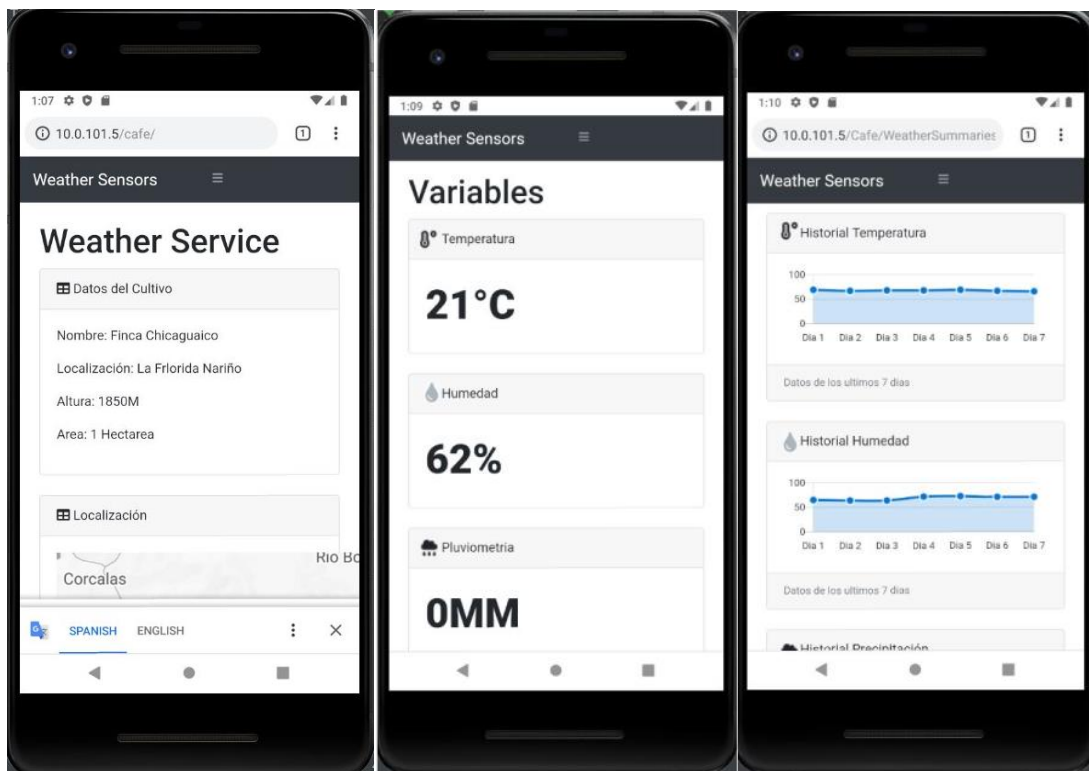 1:07
10.0.101.5/cafe/
1
Weather Sensors
Weather Service
Datos del Cultivo
Nombre: Finca Chicaguaico
Localización: La Frlorida Nariño
Altura: 1850M
Area: 1 Hectarea
Localización
Rio Bo
Corcalas
SPANISH ENGLISH
1:09
Weather Sensors
Variables
Temperatura
21°C
Humedad
62%
Pluviometria
0MM
1:10
10.0.101.5/Cafe/WeatherSummaries
1
Weather Sensors
Historial Temperatura
100
50
0
Dia 1 Dia 2 Dia 3 Dia 4 Dia 5 Dia 6 Dia 7
Datos de los ultimos 7 dias
Historial Humedad
100
50
0
Dia 1 Dia 2 Dia 3 Dia 4 Dia 5 Dia 6 Dia 7
Datos de los ultimos 7 dias
Historial Precipitación